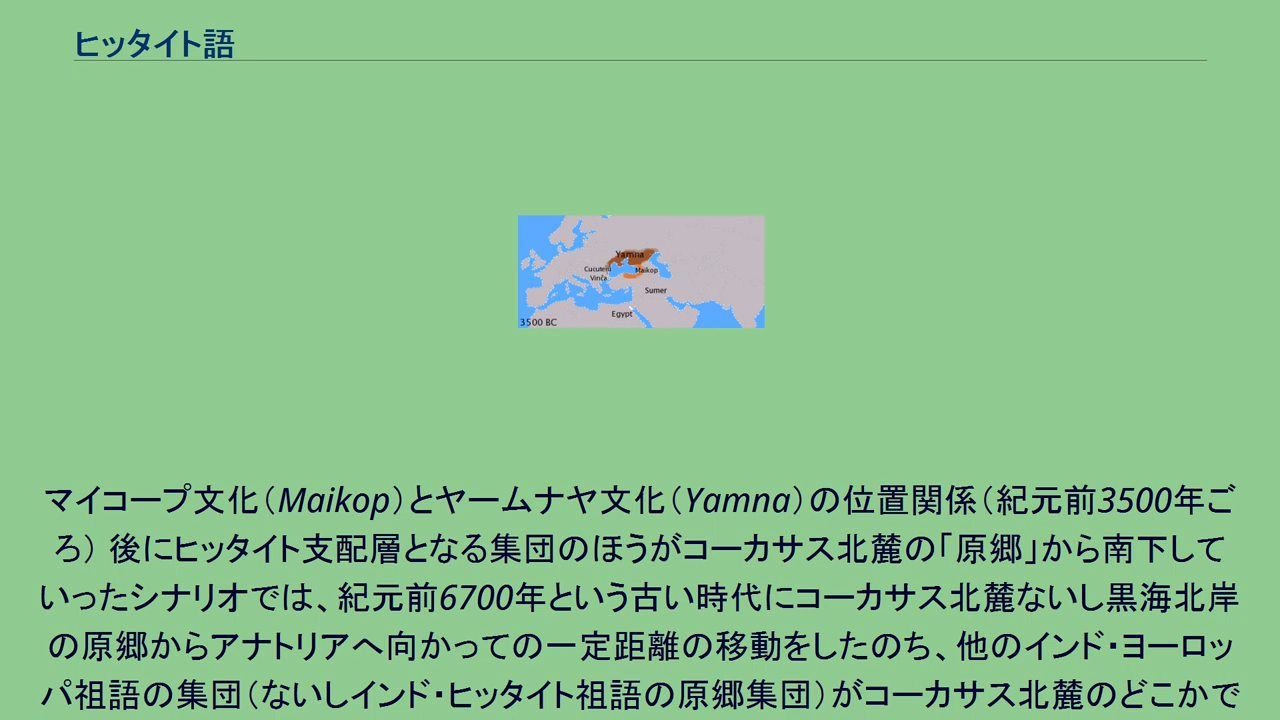 ヒッタイト語
Yamna
Cucuteni
Maikop
Vinča
Sumer
Egypt
3500 BC
マイコープ文化（Maikop）とヤームナヤ文化（Yamna）の位置関係（紀元前3500年ご
ろ） 後にヒッタイト支配層となる集団のほうがコーカサス北麓の「原郷」から南下して
いったシナリオでは、紀元前6700年という古い時代にコーカサス北麓ないし黒海北岸
の原郷からアナトリアへ向かっての一定距離の移動をしたのち、他のインド・ヨーロッ
パ祖語の集団（ないしインド・ヒッタイト祖語の原郷集団）がコーカサス北麓のどこかで